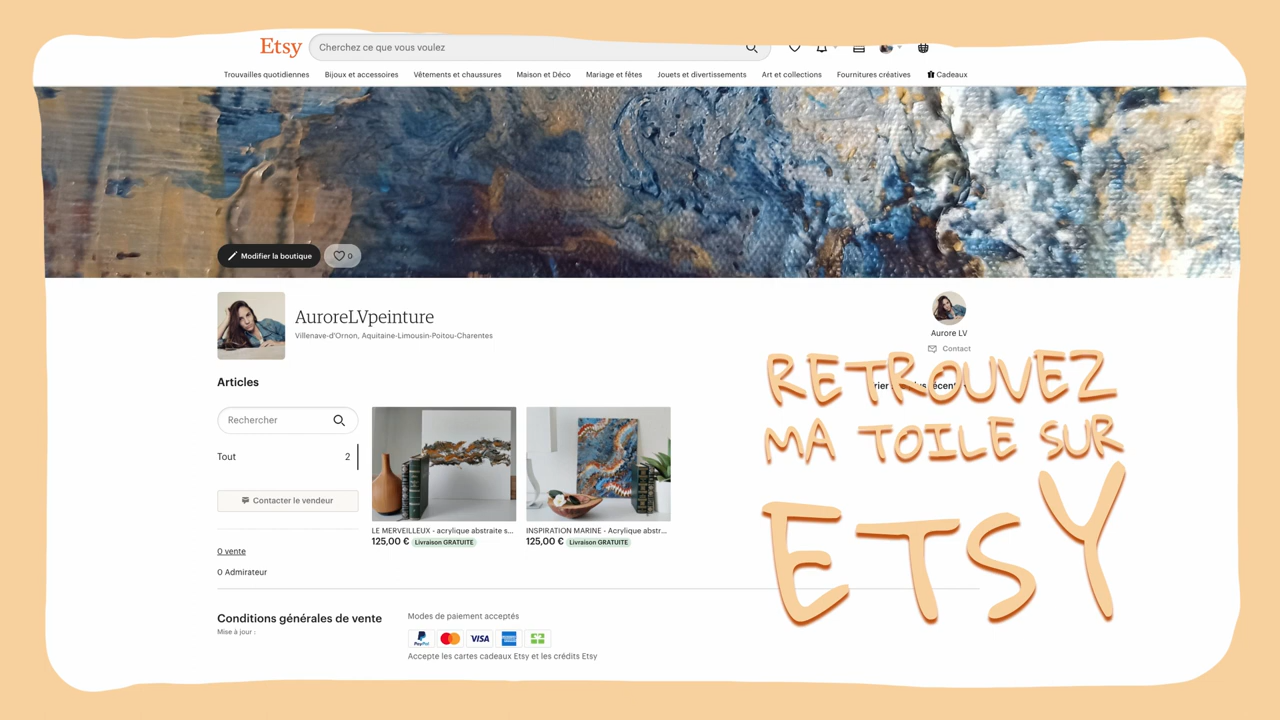 Etsy
Cherchez ce que vous voulez
Trouvailles quotidiennes Bijoux et accessoires Vêtements et chaussures Maison et Déco Mariage et fêtes Jouets et divertissements Art et collections Fournitures créatives Cadeaux
Modifier la boutique 0
AuroreLVpeinture
Villenave-d'Ornon, Aquitaine-Limousin-Poitou-Charentes
Aurore LV
Contact
Articles
Rechercher
Tout 2
Contacter le vendeur
0 vente
0 Admirateur
LE MERVEILLEUX - acrylique abstraite s...
125,00 € Livraison GRATUITE
INSPIRATION MARINE - Acrylique abstr...
125,00 € Livraison GRATUITE
RETROUVEZ
MA TOILE SUR
ETSY
Conditions générales de vente
Mise à jour :
Modes de paiement acceptés
PayPal VISA
Accepte les cartes cadeaux Etsy et les crédits Etsy